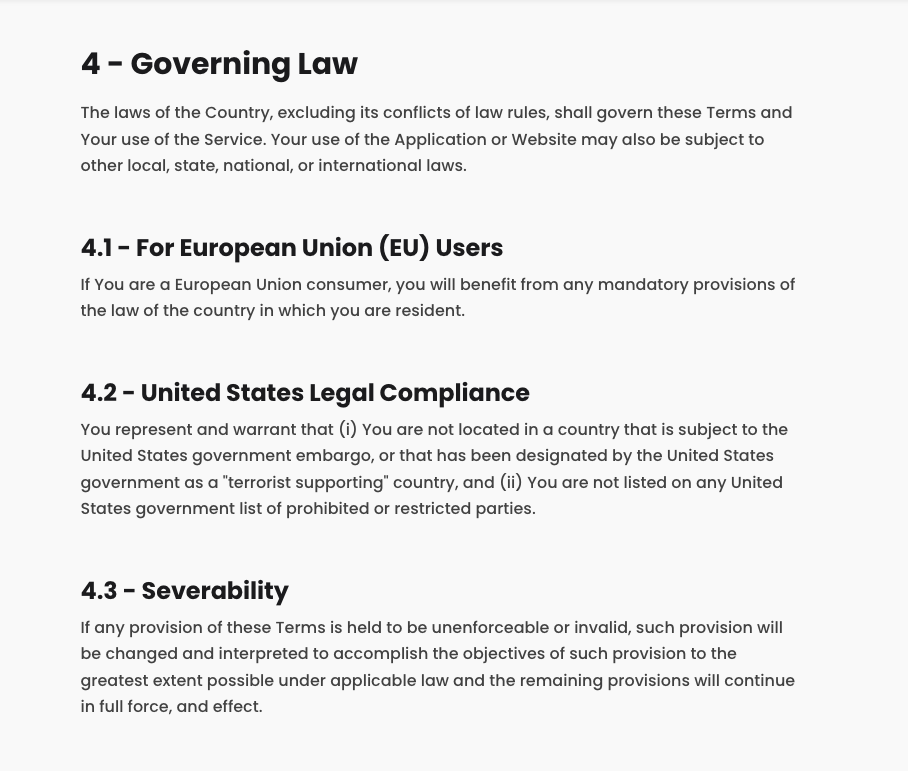 4 - Governing Law
The laws of the Country, excluding its conflicts of law rules, shall govern these Terms and
Your use of the Service. Your use of the Application or Website may also be subject to
other local, state, national, or international laws.
4.1 - For European Union (EU) Users
If You are a European Union consumer, you will benefit from any mandatory provisions of
the law of the country in which you are resident.
4.2 - United States Legal Compliance
You represent and warrant that (i) You are not located in a country that is subject to the
United States government embargo, or that has been designated by the United States
government as a "terrorist supporting" country, and (ii) You are not listed on any United
States government list of prohibited or restricted parties.
4.3 - Severability
If any provision of these Terms is held to be unenforceable or invalid, such provision will
be changed and interpreted to accomplish the objectives of such provision to the
greatest extent possible under applicable law and the remaining provisions will continue
in full force, and effect.